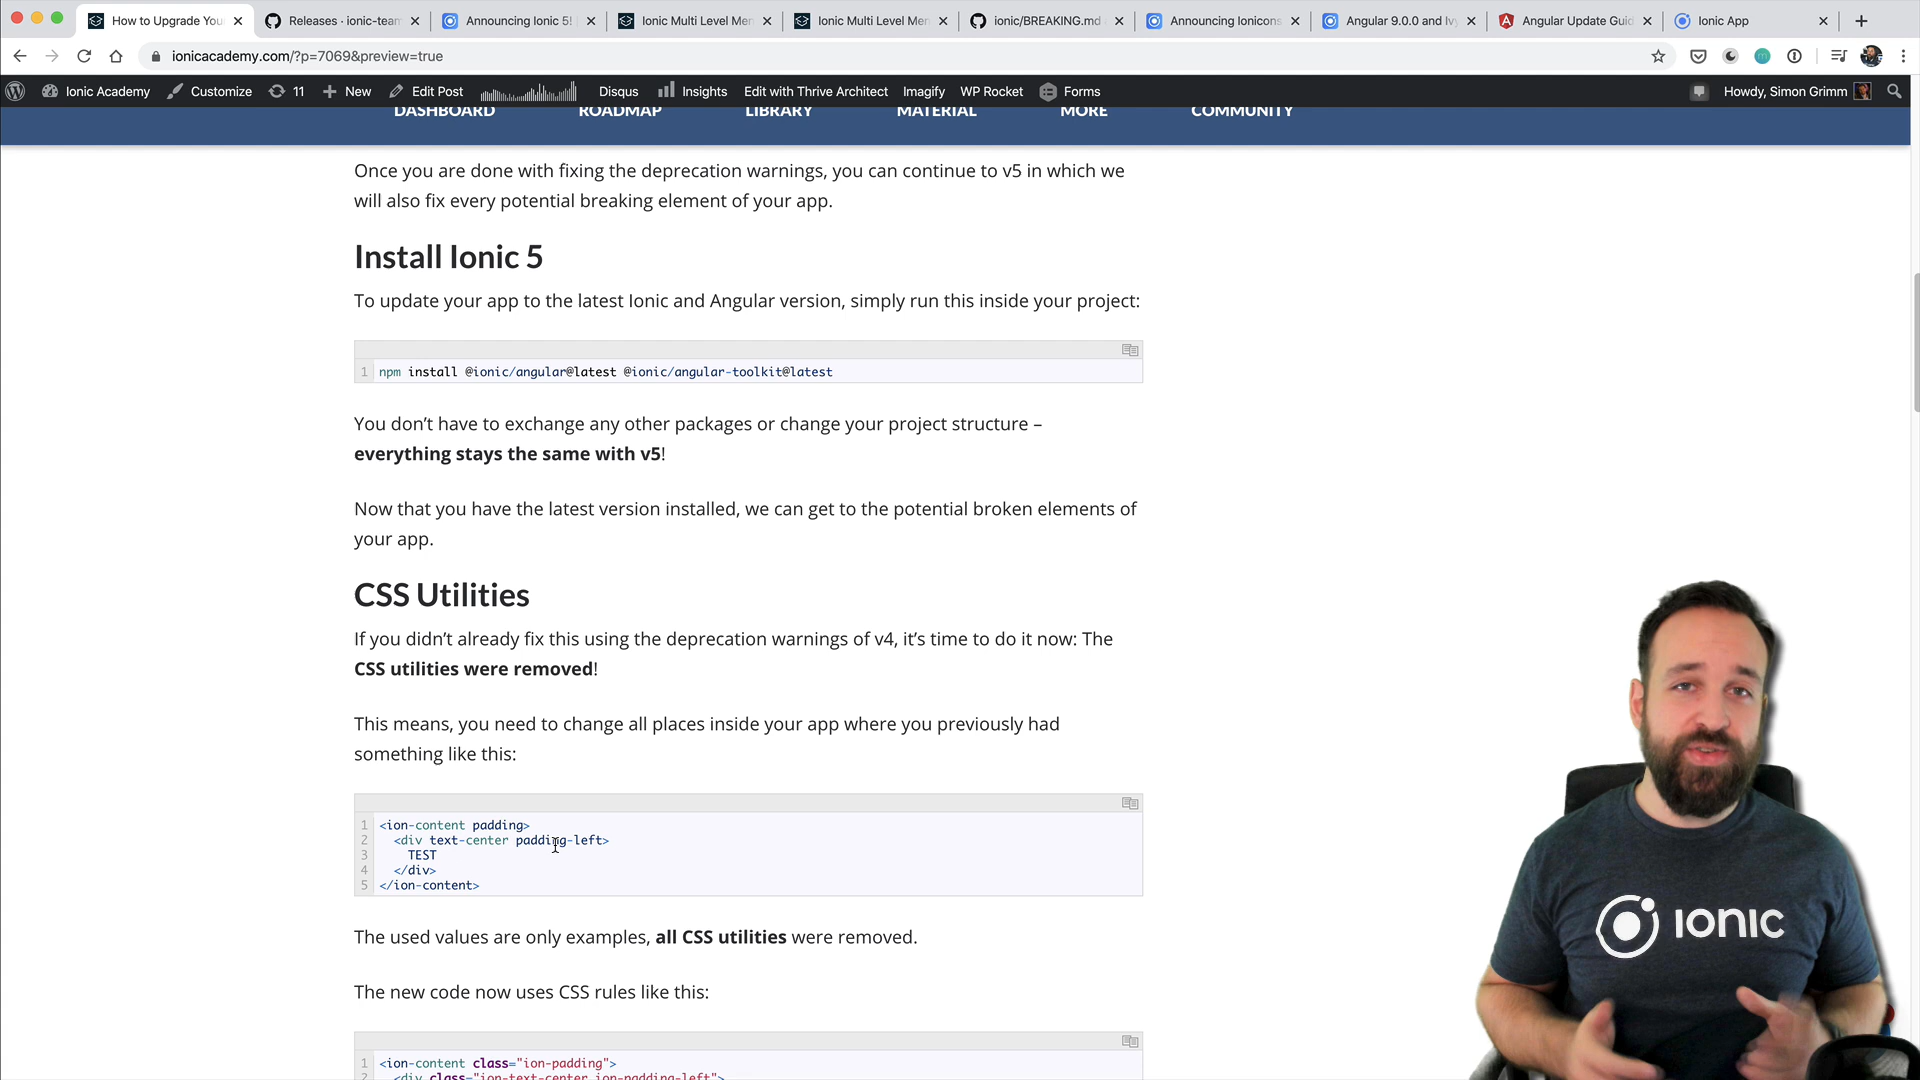 How to Upgrade You
Releases · ionic-team
Announcing Ionic 5!
Ionic Multi Level Men
Ionic Multi Level Men
ionic/BREAKING.md
Announcing Ionicons
Angular 9.0.0 and Iv
Angular Update Guid
Ionic App
ionicacademy.com/?p=7069&preview=true
Ionic Academy
Customize
11
New
Edit Post
Disqus
Insights
Edit with Thrive Architect
Imagify
WP Rocket
Forms
Howdy, Simon Grimm
DASHBOARD
ROADMAP
LIBRARY
MATERIAL
MORE
COMMUNITY
Once you are done with fixing the deprecation warnings, you can continue to v5 in which we
will also fix every potential breaking element of your app.
Install Ionic 5
To update your app to the latest Ionic and Angular version, simply run this inside your project:
1 npm install @ionic/angular@latest @ionic/angular-toolkit@latest
You don’t have to exchange any other packages or change your project structure –
everything stays the same with v5!
Now that you have the latest version installed, we can get to the potential broken elements of
your app.
CSS Utilities
If you didn’t already fix this using the deprecation warnings of v4, it’s time to do it now: The
CSS utilities were removed!
This means, you need to change all places inside your app where you previously had
something like this:
1 <ion-content padding>
2 <div text-center padding-left>
3 TEST
4 </div>
5 </ion-content>
The used values are only examples, all CSS utilities were removed.
The new code now uses CSS rules like this:
1 <ion-content class="ion-padding">
2 <div class="ion-text-center ion-padding-left">
IONIC